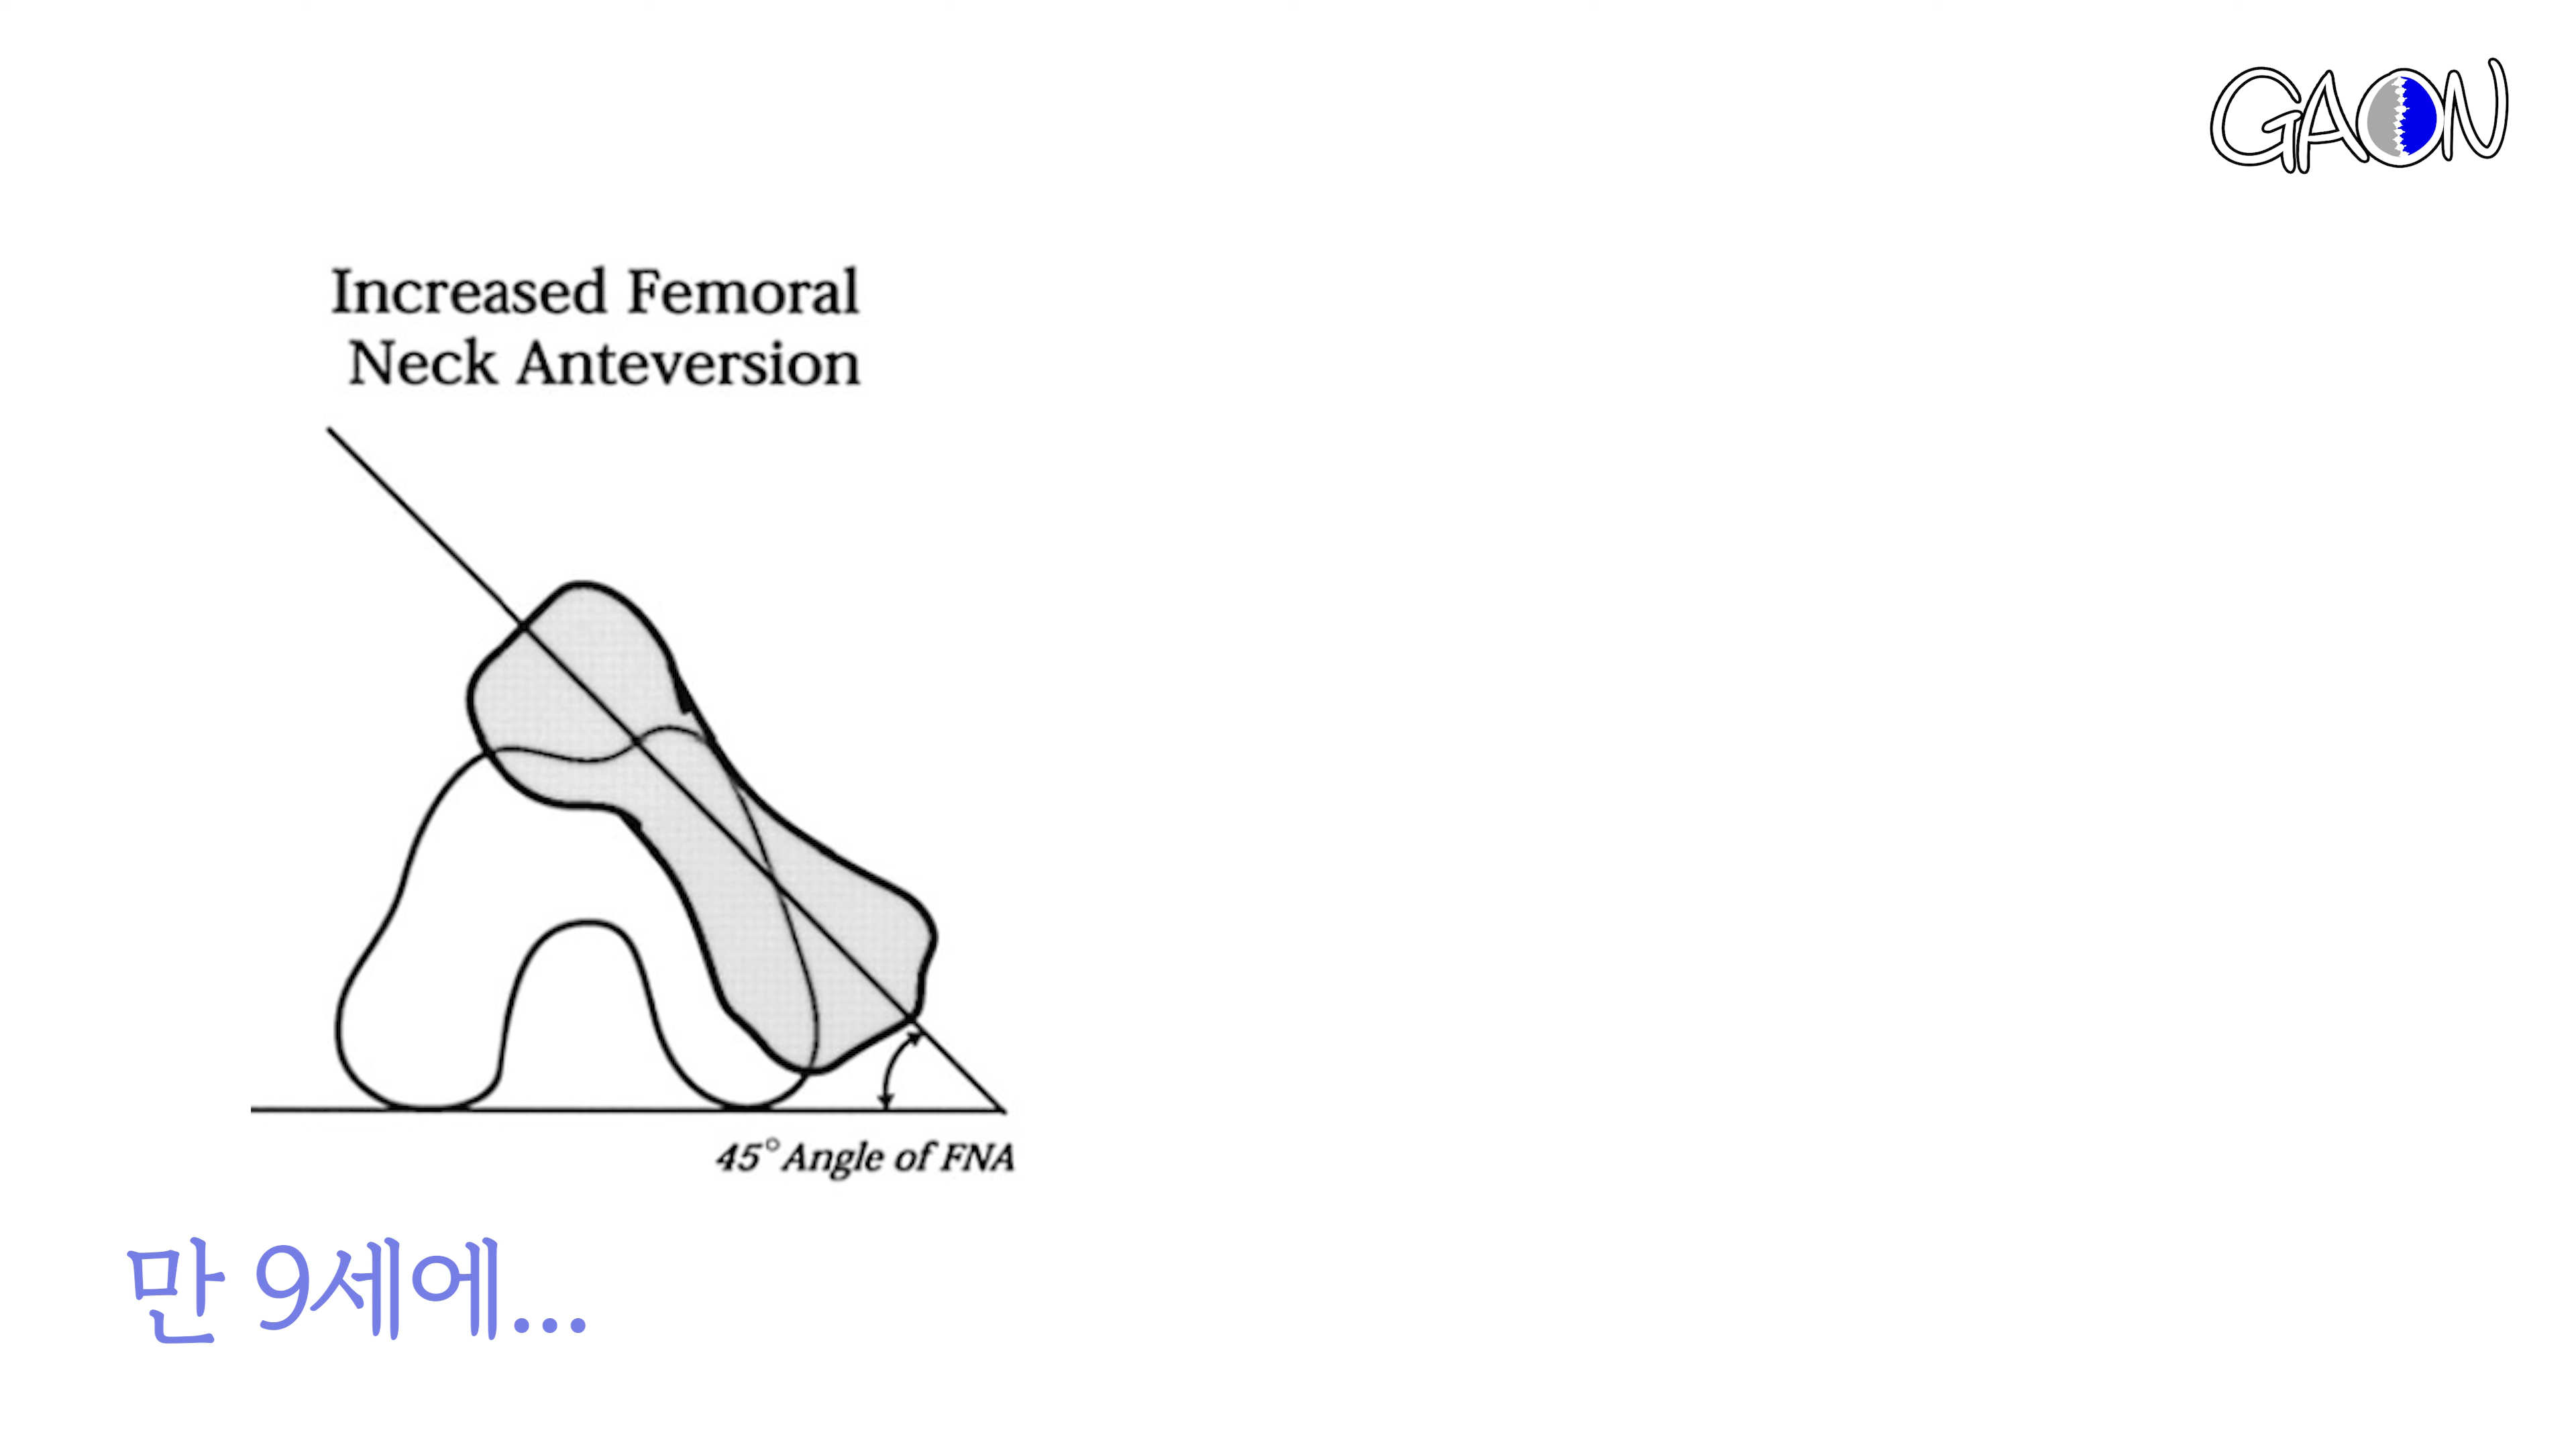 GAON
Increased Femoral
Neck Anteversion
45° Angle of FNA
만 9세에...